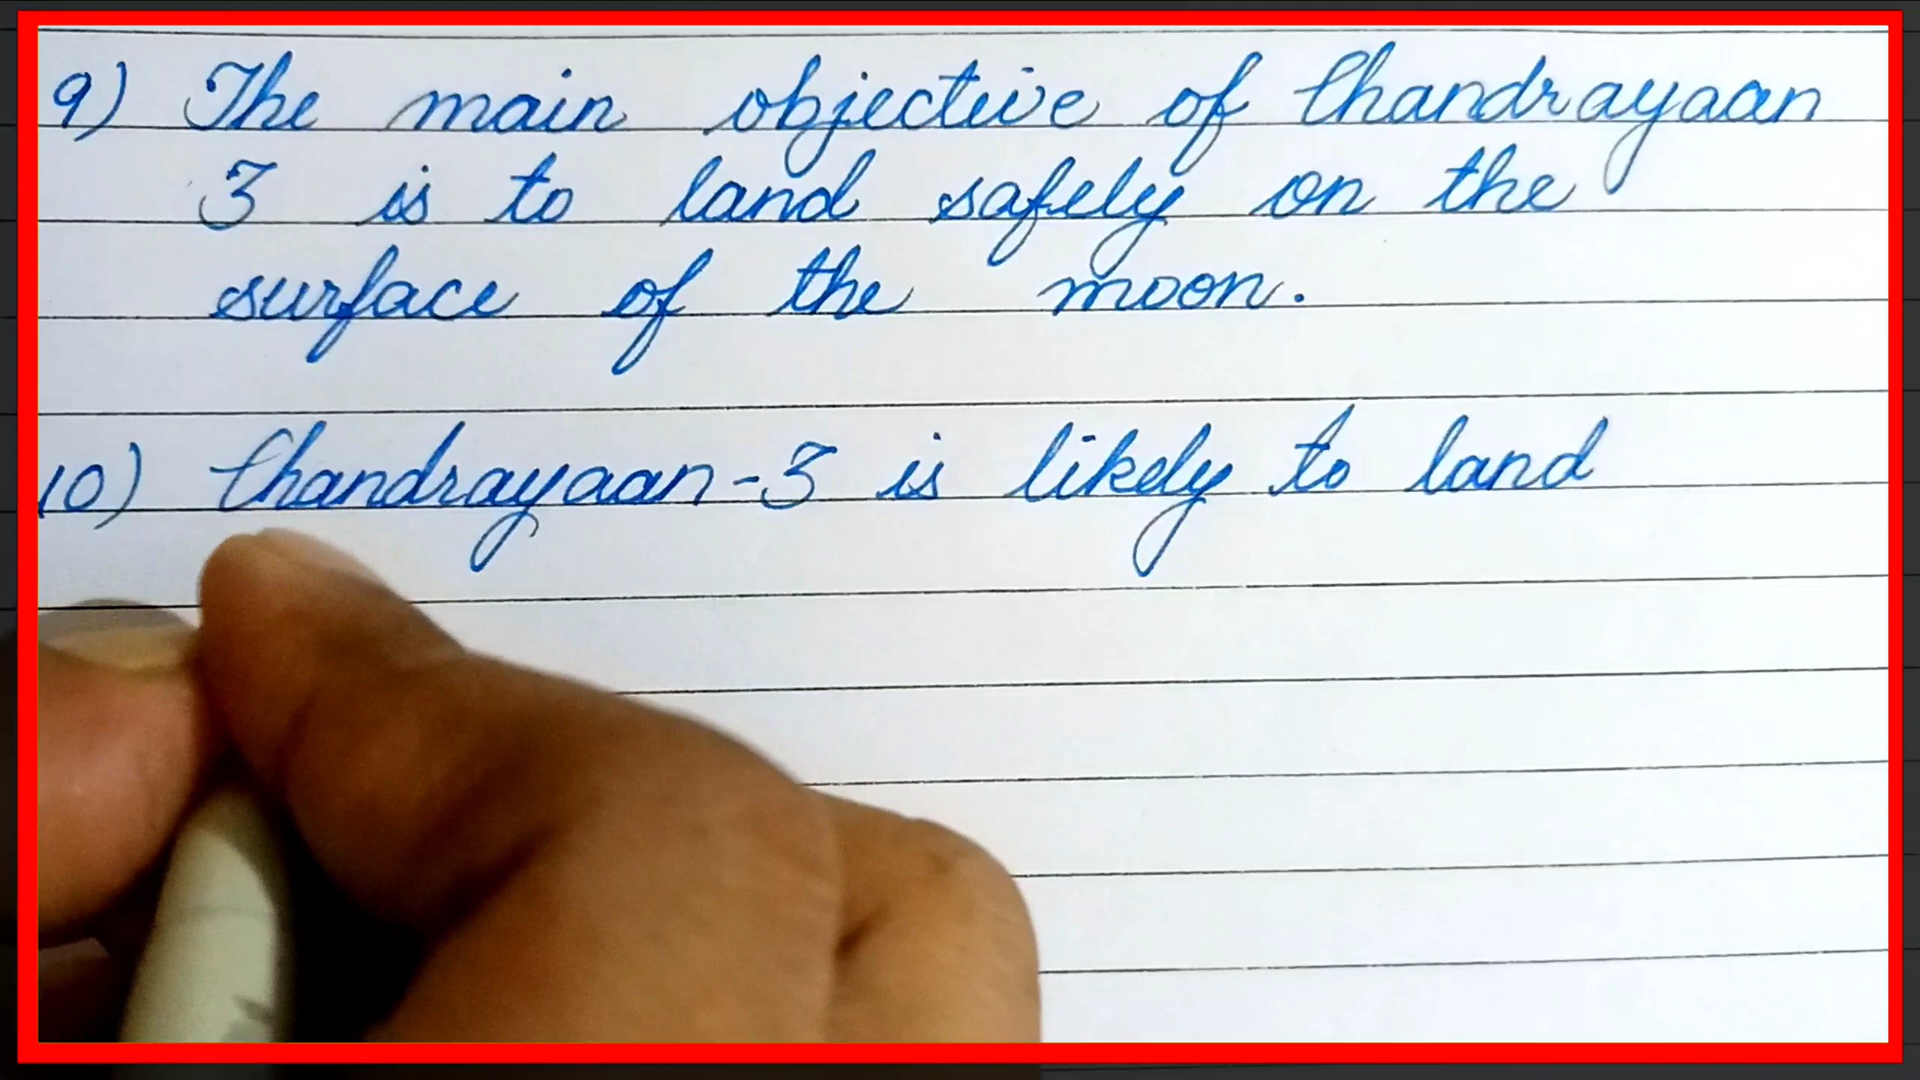 9) The main objective of Chandrayaan
3 is to land safely on the
surface of the moon.
10) Chandrayaan-3 is likely to land